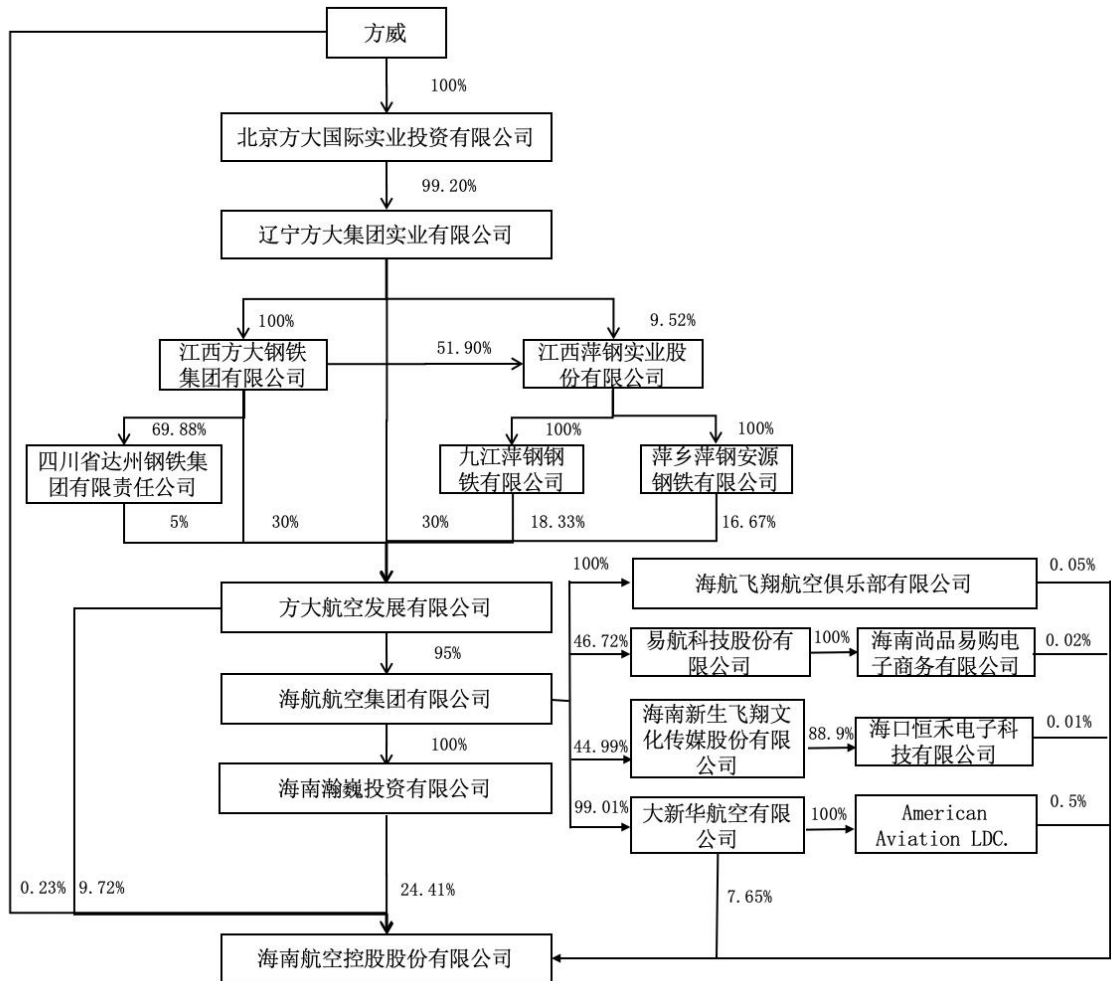 方威
100%
北京方大国际实业投资有限公司
99.20%
辽宁方大集团实业有限公司
100%
9.52%
江西方大钢铁
集团有限公司
51.90%
江西萍钢实业股
份有限公司
69.88%
100%
100%
四川省达州钢铁集
团有限责任公司
九江萍钢钢
铁有限公司
萍乡萍钢安源
钢铁有限公司
5%
30%
30%
18.33%
16.67%
方大航空发展有限公司
100%
海航飞翔航空俱乐部有限公司
0.05%
95%
46.72%
易航科技股份有
限公司
100%
海南尚品易购电
子商务有限公司
0.02%
海航航空集团有限公司
44.99%
海南新生飞翔文
化传媒股份有限
公司
88.9%
海口恒禾电子科
技有限公司
0.01%
100%
海南瀚巍投资有限公司
99.01%
大新华航空有限
公司
100%
American
Aviation LDC.
0.5%
0.23%
9.72%
24.41%
7.65%
海南航空控股股份有限公司